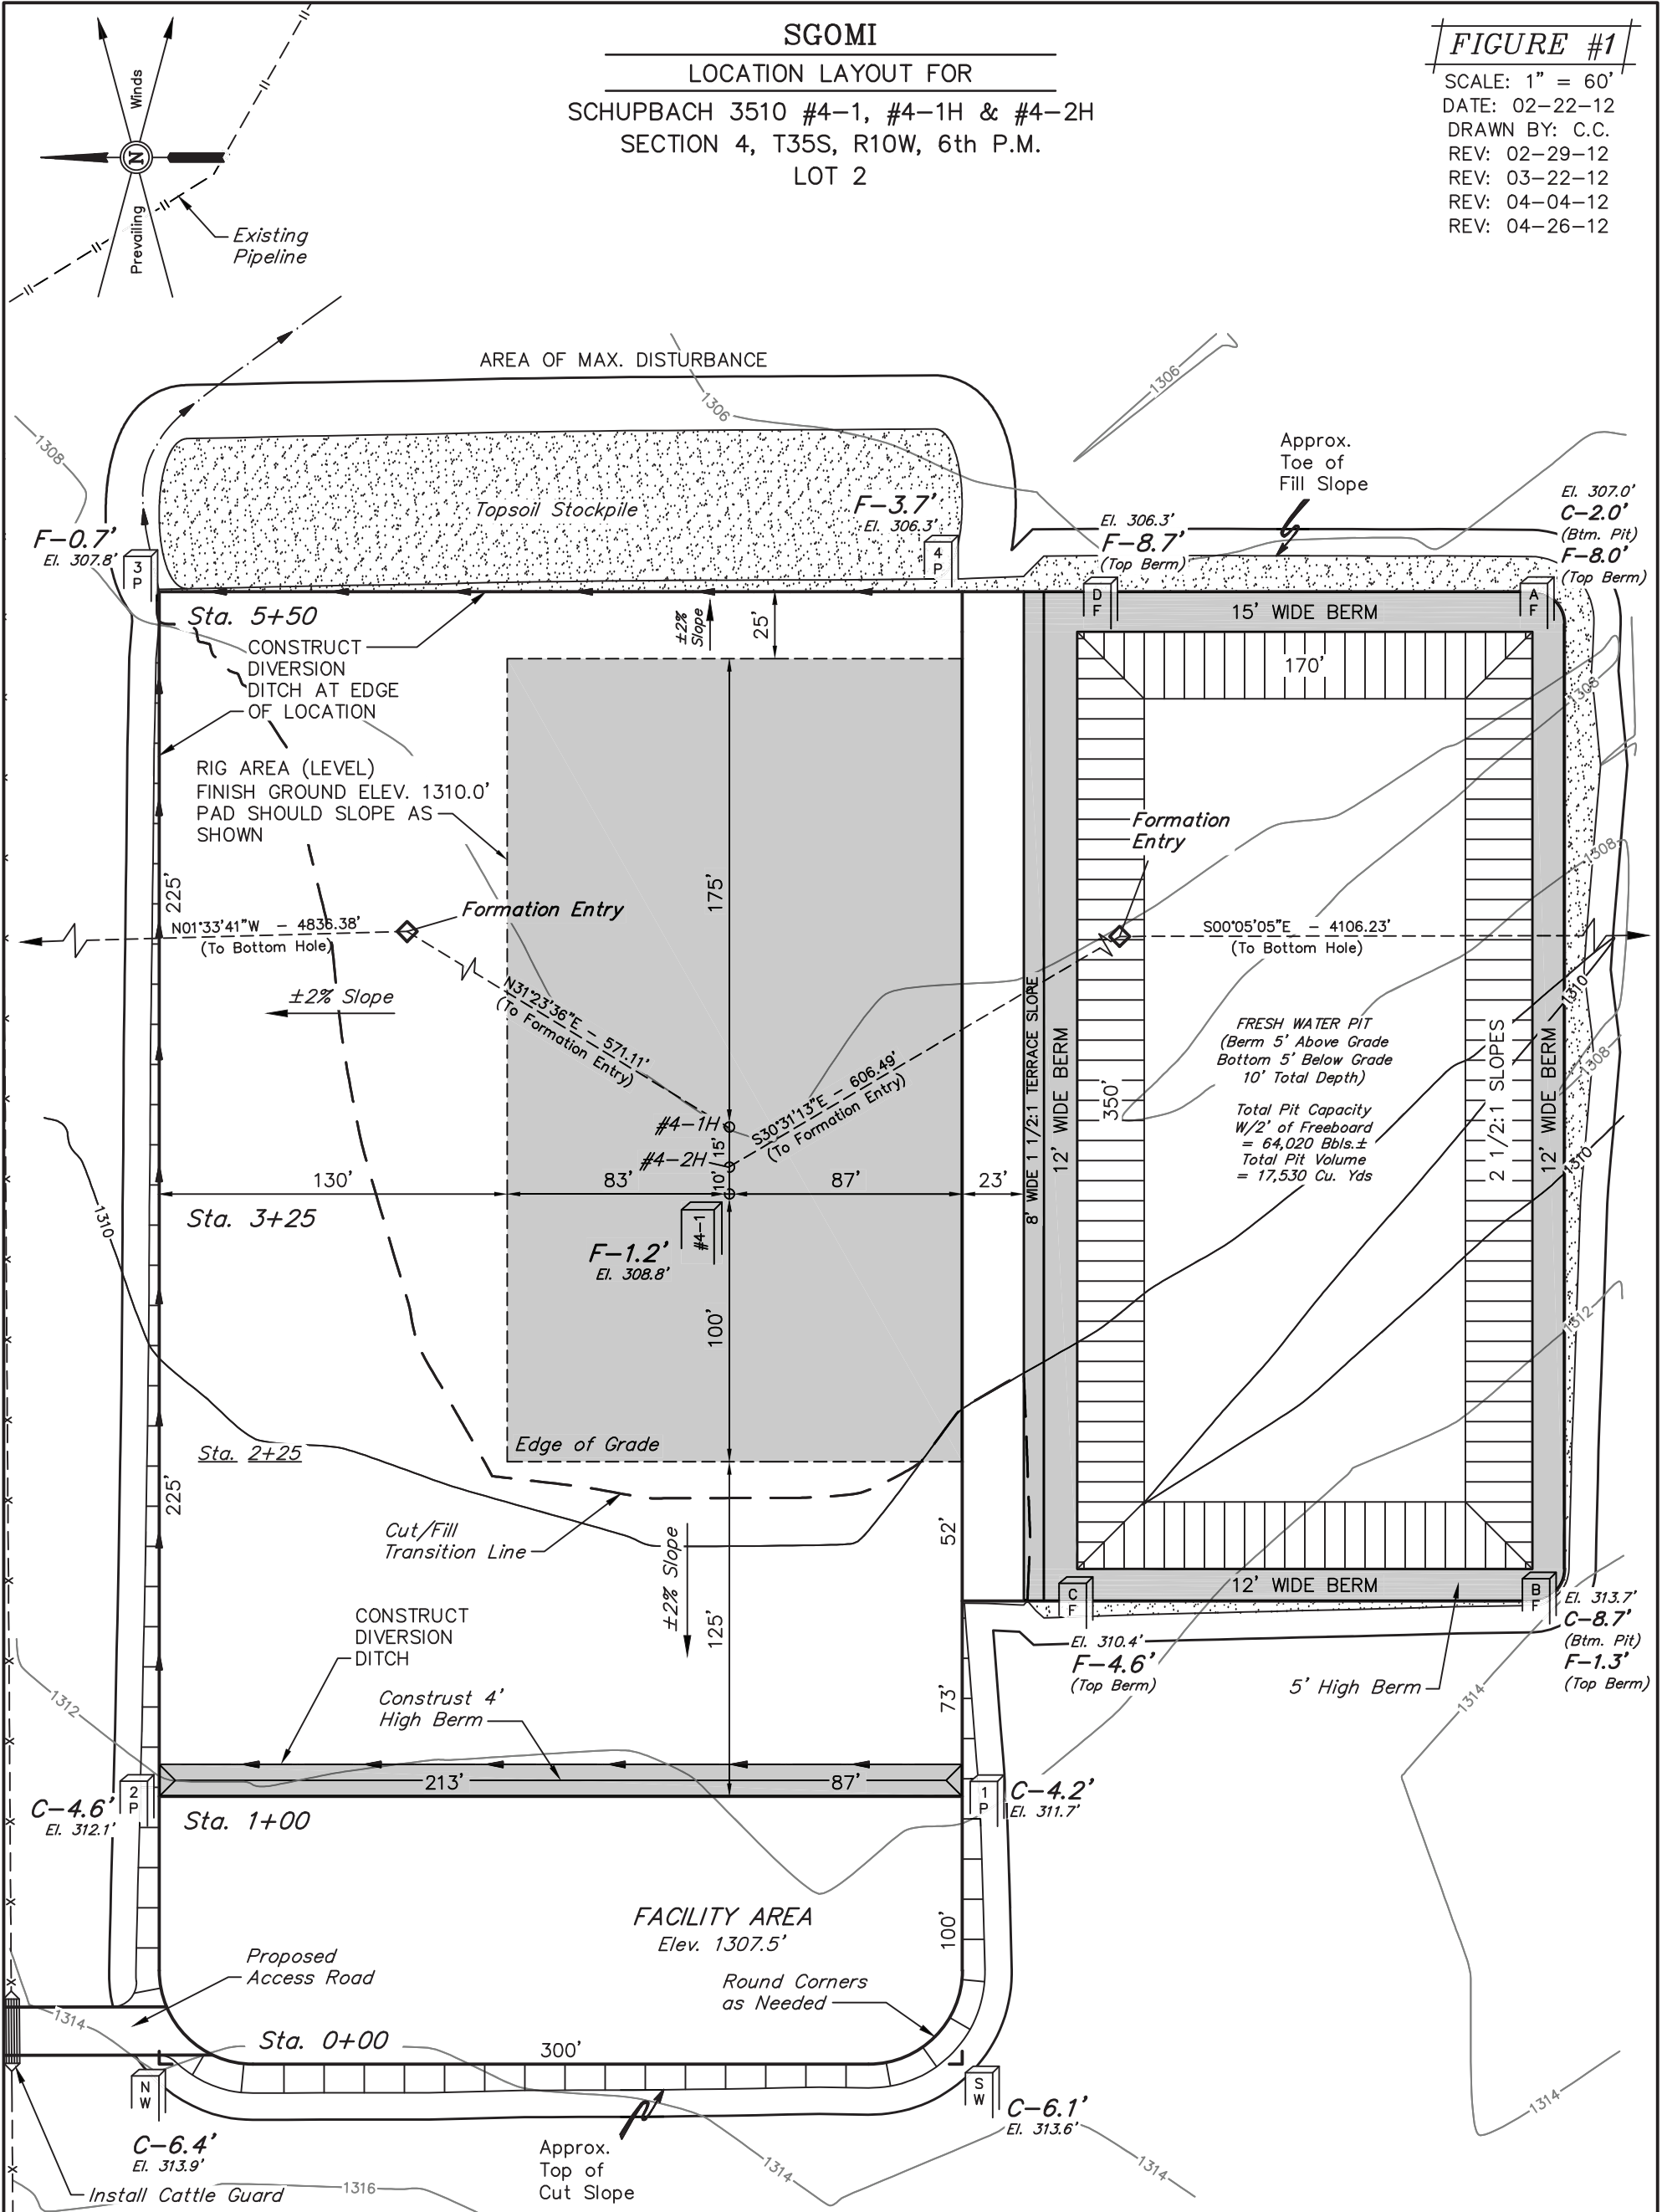 SGOMI
LOCATION LAYOUT FOR
SCHUPBACH 3510 #4-1, #4-1H & #4-2H
SECTION 4, T35S, R10W, 6th P.M.
LOT 2
FIGURE #1
SCALE: 1" = 60'
DATE: 02-22-12
DRAWN BY: C.C.
REV: 02-29-12
REV: 03-22-12
REV: 04-04-12
REV: 04-26-12
Winds
N
Prevailing
Existing
Pipeline
AREA OF MAX. DISTURBANCE
1306
1306
1308
Approx.
Toe of
Fill Slope
Topsoil Stockpile
F-3.7'
El. 306.3'
4
P
F-0.7'
El. 307.8'
3
P
El. 306.3'
F-8.7'
(Top Berm)
D
F
El. 307.0'
C-2.0'
(Btm. Pit)
F-8.0'
(Top Berm)
A
F
15' WIDE BERM
170'
Sta. 5+50
±2%
Slope
25'
CONSTRUCT
DIVERSION
DITCH AT EDGE
OF LOCATION
1308
RIG AREA (LEVEL)
FINISH GROUND ELEV. 1310.0'
PAD SHOULD SLOPE AS
SHOWN
Formation
Entry
1308
225'
175'
Formation Entry
N01°33'41"W - 4836.38'
(To Bottom Hole)
S00°05'05"E - 4106.23'
(To Bottom Hole)
±2% Slope
N31°23'36"E - 571.11'
(To Formation Entry)
S30°31'13"E - 606.49'
(To Formation Entry)
8' WIDE 1 1/2:1 TERRACE SLOPE
12' WIDE BERM
350'
FRESH WATER PIT
(Berm 5' Above Grade
Bottom 5' Below Grade
10' Total Depth)
Total Pit Capacity
W/2' of Freeboard
= 64,020 Bbls.±
Total Pit Volume
= 17,530 Cu. Yds
2 1/2:1 SLOPES
12' WIDE BERM
1310
1308
1310
#4-1H
15'
#4-2H
10'
130'
83'
87'
23'
Sta. 3+25
#4-1
F-1.2'
El. 308.8'
1310
100'
1312
Edge of Grade
Sta. 2+25
225'
Cut/Fill
Transition Line
±2% Slope
125'
52'
12' WIDE BERM
C
F
B
F
El. 310.4'
F-4.6'
(Top Berm)
El. 313.7'
C-8.7'
(Btm. Pit)
F-1.3'
(Top Berm)
5' High Berm
1314
CONSTRUCT
DIVERSION
DITCH
Construst 4'
High Berm
73'
1312
213'
87'
2
P
C-4.6'
El. 312.1'
1
P
C-4.2'
El. 311.7'
Sta. 1+00
FACILITY AREA
Elev. 1307.5'
100'
Proposed
Access Road
Round Corners
as Needed
1314
Sta. 0+00
300'
N
W
C-6.4'
El. 313.9'
S
W
C-6.1'
El. 313.6'
Approx.
Top of
Cut Slope
1314
1314
1314
Install Cattle Guard
1316